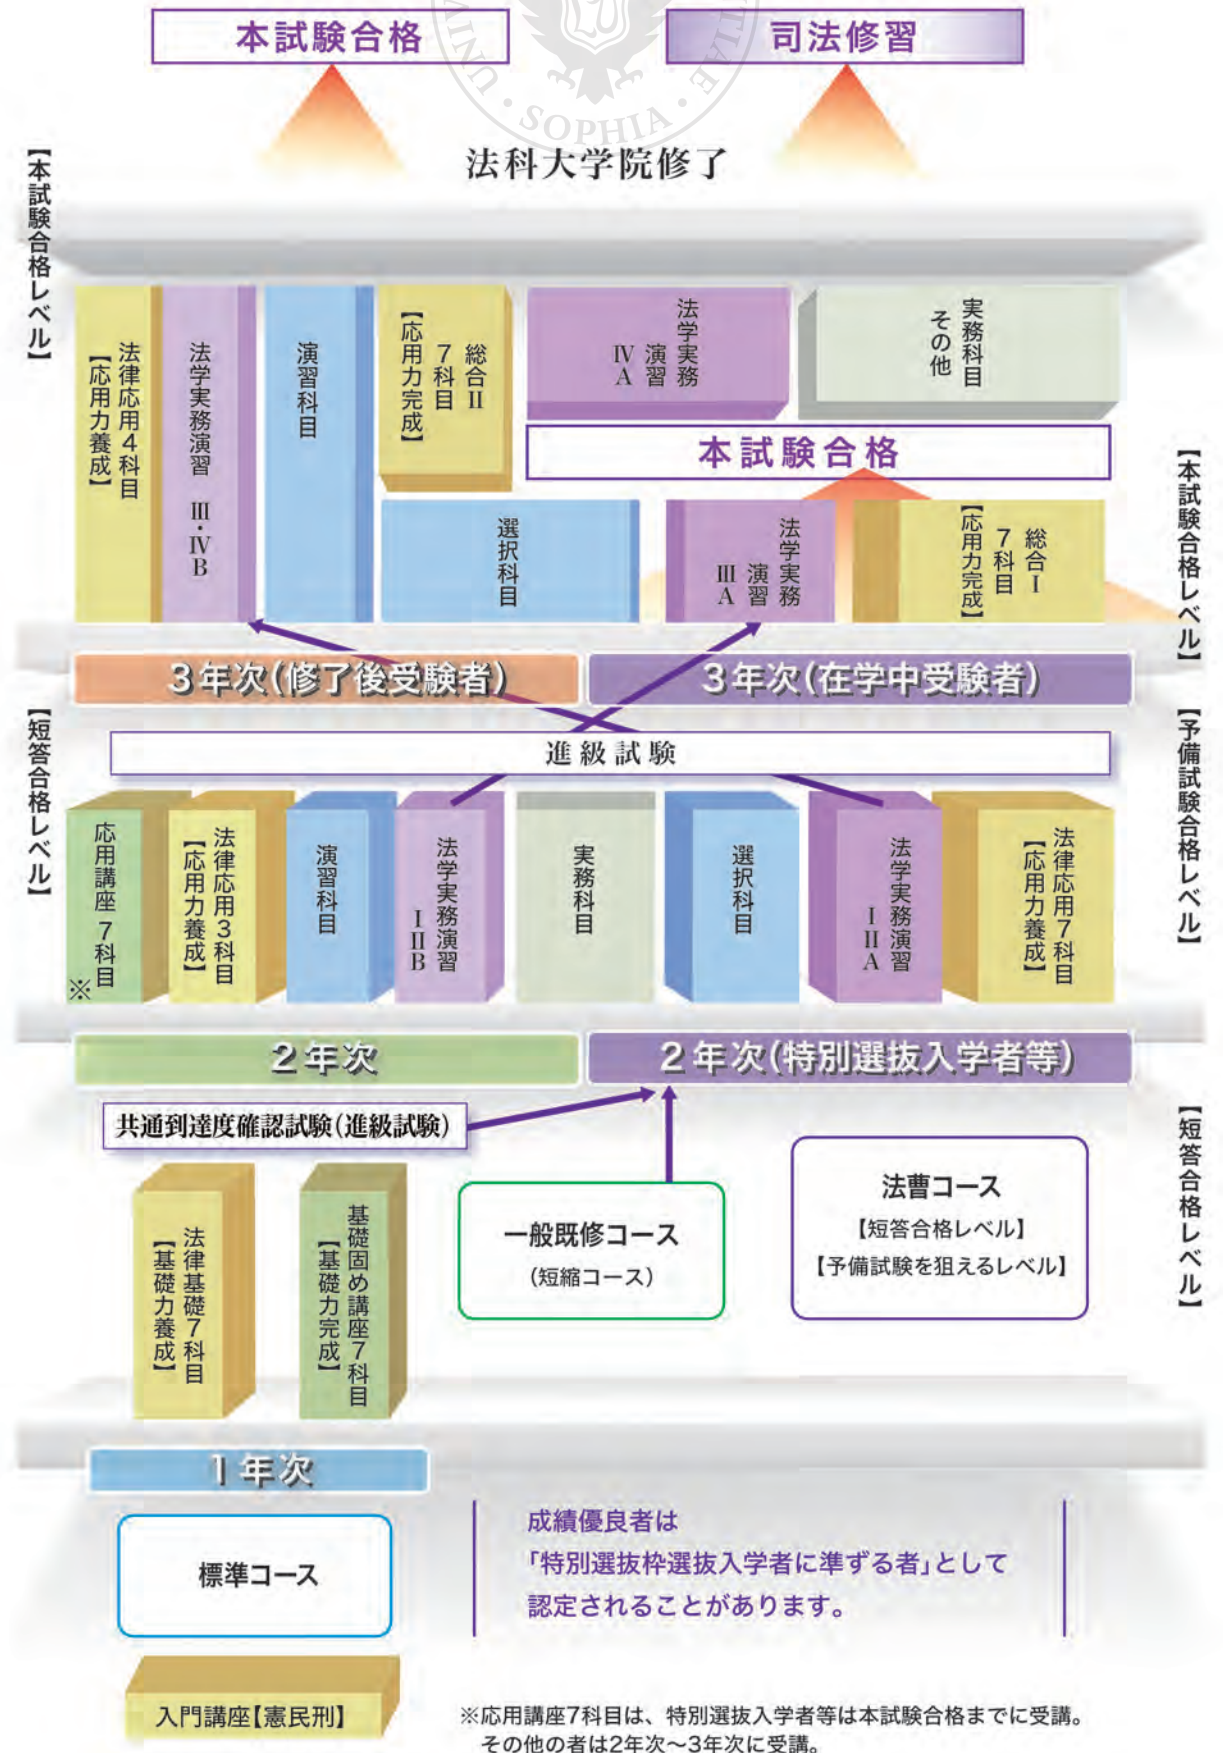 本試験合格
司法修習
SOPHIA
法科大学院修了
【本試験合格レベル】
法律応用4科目
【応用力養成】
法学実務演習 Ⅲ・ⅣB
演習科目
総合Ⅱ
7科目
【応用力完成】
法学実務
演習
ⅣA
実務科目
その他
本試験合格
選択科目
法学実務
演習
ⅢA
総合Ⅰ
7科目
【応用力完成】
【本試験合格レベル】
3年次(修了後受験者)
3年次(在学中受験者)
進級試験
【短答合格レベル】
【予備試験合格レベル】
応用講座 7科目
※
法律応用3科目
【応用力養成】
演習科目
法学実務演習
ⅠⅡB
実務科目
選択科目
法学実務演習
ⅠⅡA
法律応用7科目
【応用力養成】
2年次
2年次(特別選抜入学者等)
共通到達度確認試験(進級試験)
【短答合格レベル】
法律基礎7科目
【基礎力養成】
基礎固め講座7科目
【基礎力完成】
一般既修コース
(短縮コース)
法曹コース
【短答合格レベル】
【予備試験を狙えるレベル】
1年次
標準コース
成績優良者は
「特別選抜枠選抜入学者に準ずる者」として
認定されることがあります。
入門講座【憲民刑】
※応用講座7科目は、特別選抜入学者等は本試験合格までに受講。
その他の者は2年次〜3年次に受講。